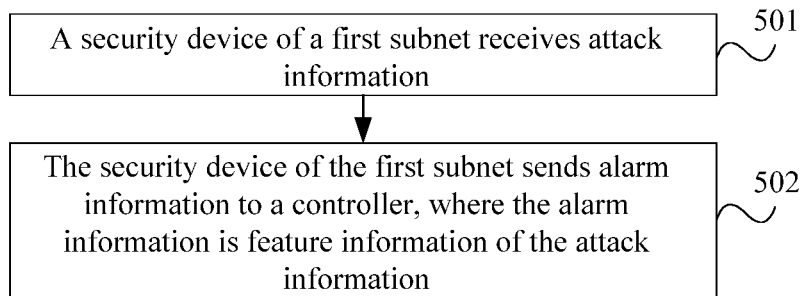 A security device of a first subnet receives attack
information
501
The security device of the first subnet sends alarm
information to a controller, where the alarm
information is feature information of the attack
information
502